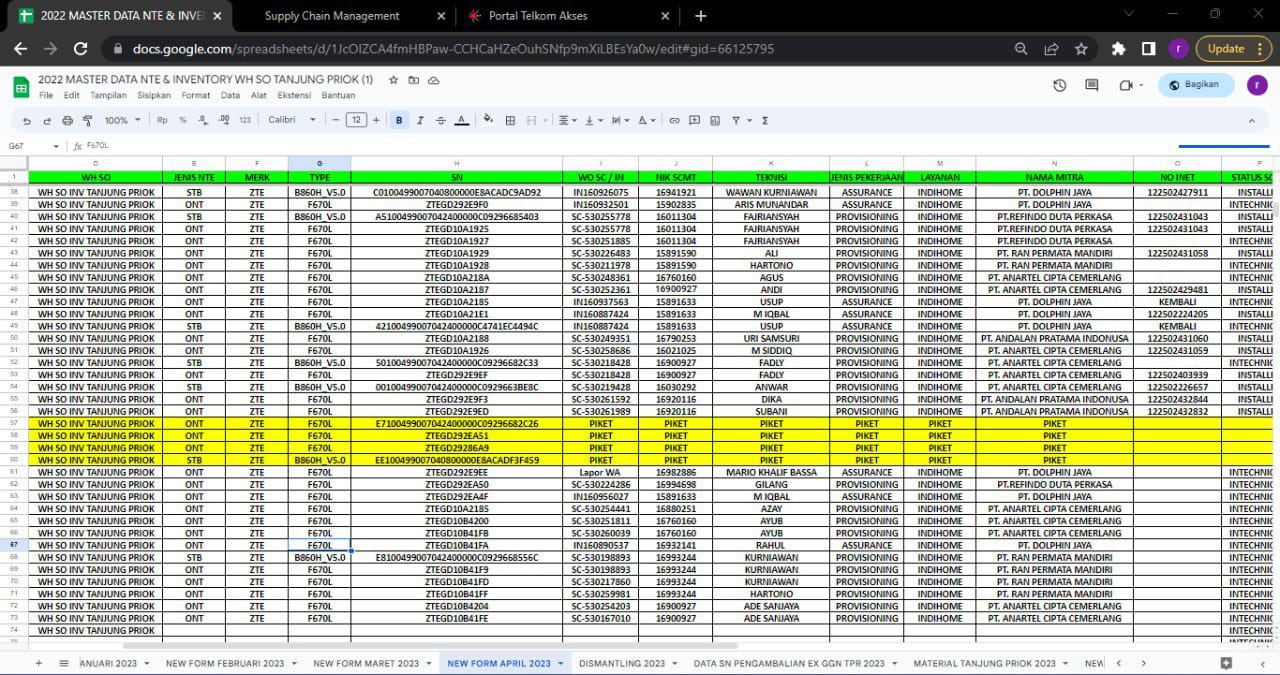 2022 MASTER DATA NTE & INVE
Supply Chain Management
Portal Telkom Akses
docs.google.com/spreadsheets/d/1JcOIZCA4fmHBPaw-CCHCaHZeOuhSNfp9mXiLBEsYa0w/edit#gid=66125795
r
Update
2022 MASTER DATA NTE & INVENTORY WH SO TANJUNG PRIOK (1)
File Edit Tampilan Sisipkan Format Data Alat Ekstensi Bantuan
Bagikan
r
100% Rp % .0 .00 123 Calibri 12 B I A
G67 fx F670L
D E F G H I J K L M N O P
1 WH SO JENIS NTE MERK TYPE SN WO SC / IN NIK SCMT TEKNISI JENIS PEKERJAAN LAYANAN NAMA MITRA NO INET STATUS SC
38 WH SO INV TANJUNG PRIOK STB ZTE B860H_V5.0 C0100499007040800000E8ACADC9AD92 IN160926075 16941921 WAWAN KURNIAWAN ASSURANCE INDIHOME PT. DOLPHIN JAYA 122502427911 INSTALL
39 WH SO INV TANJUNG PRIOK ONT ZTE F670L ZTEGD292E9F0 IN160932501 15902835 ARIS MUNANDAR ASSURANCE INDIHOME PT. DOLPHIN JAYA INTECHNIC
40 WH SO INV TANJUNG PRIOK STB ZTE B860H_V5.0 A5100499007042400000C09296685403 SC-530255778 16011304 FAJRIANSYAH PROVISIONING INDIHOME PT.REFINDO DUTA PERKASA 122502431043 INSTALL
41 WH SO INV TANJUNG PRIOK ONT ZTE F670L ZTEGD10A1925 SC-530255778 16011304 FAJRIANSYAH PROVISIONING INDIHOME PT.REFINDO DUTA PERKASA 122502431043 INSTALL
42 WH SO INV TANJUNG PRIOK ONT ZTE F670L ZTEGD10A1927 SC-530251885 16011304 FAJRIANSYAH PROVISIONING INDIHOME PT.REFINDO DUTA PERKASA INTECHNIC
43 WH SO INV TANJUNG PRIOK ONT ZTE F670L ZTEGD10A1929 SC-530226483 15891590 ALI PROVISIONING INDIHOME PT. RAN PERMATA MANDIRI 122502431058 INSTALL
44 WH SO INV TANJUNG PRIOK ONT ZTE F670L ZTEGD10A1928 SC-530211978 15891590 HARTONO PROVISIONING INDIHOME PT. RAN PERMATA MANDIRI INTECHNIC
45 WH SO INV TANJUNG PRIOK ONT ZTE F670L ZTEGD10A218A SC-530248361 16760160 AGUS PROVISIONING INDIHOME PT. ANARTEL CIPTA CEMERLANG INTECHNIC
46 WH SO INV TANJUNG PRIOK ONT ZTE F670L ZTEGD10A2187 SC-530252361 16900927 ANDI PROVISIONING INDIHOME PT. ANARTEL CIPTA CEMERLANG 122502429481 INSTALL
47 WH SO INV TANJUNG PRIOK ONT ZTE F670L ZTEGD10A2185 IN160937563 15891633 USUP ASSURANCE INDIHOME PT. DOLPHIN JAYA KEMBALI INTECHNIC
48 WH SO INV TANJUNG PRIOK ONT ZTE F670L ZTEGD10A21E1 IN160887424 15891633 M IQBAL ASSURANCE INDIHOME PT. DOLPHIN JAYA 122502224205 INSTALL
49 WH SO INV TANJUNG PRIOK STB ZTE B860H_V5.0 42100499007042400000C4741EC4494C IN160887424 15891633 USUP ASSURANCE INDIHOME PT. DOLPHIN JAYA KEMBALI INTECHNIC
50 WH SO INV TANJUNG PRIOK ONT ZTE F670L ZTEGD10A2188 SC-530249351 16790253 URI SAMSURI PROVISIONING INDIHOME PT. ANDALAN PRATAMA INDONUSA 122502431060 INSTALL
51 WH SO INV TANJUNG PRIOK ONT ZTE F670L ZTEGD10A1926 SC-530258686 16021025 M SIDDIQ PROVISIONING INDIHOME PT. ANARTEL CIPTA CEMERLANG 122502431059 INSTALL
52 WH SO INV TANJUNG PRIOK STB ZTE B860H_V5.0 50100499007042400000C09296682C33 SC-530218428 16900927 FADLY PROVISIONING INDIHOME PT. ANARTEL CIPTA CEMERLANG INTECHNIC
53 WH SO INV TANJUNG PRIOK ONT ZTE F670L ZTEGD292E9EF SC-530218428 16900927 FADLY PROVISIONING INDIHOME PT. ANARTEL CIPTA CEMERLANG 122502403939 INSTALL
54 WH SO INV TANJUNG PRIOK STB ZTE B860H_V5.0 00100499007042400000C0929663BE8C SC-530219428 16030292 ANWAR PROVISIONING INDIHOME PT. ANARTEL CIPTA CEMERLANG 122502226657 INSTALL
55 WH SO INV TANJUNG PRIOK ONT ZTE F670L ZTEGD292E9F3 SC-530261592 16920116 DIKA PROVISIONING INDIHOME PT. ANDALAN PRATAMA INDONUSA 122502432844 INSTALL
56 WH SO INV TANJUNG PRIOK ONT ZTE F670L ZTEGD292E9ED SC-530261989 16920116 SUBANI PROVISIONING INDIHOME PT. ANDALAN PRATAMA INDONUSA 122502432832 INSTALL
57 WH SO INV TANJUNG PRIOK ONT ZTE F670L E7100499007042400000C09296682C26 PIKET PIKET PIKET PIKET PIKET PIKET
58 WH SO INV TANJUNG PRIOK ONT ZTE F670L ZTEGD292EA51 PIKET PIKET PIKET PIKET PIKET PIKET
59 WH SO INV TANJUNG PRIOK ONT ZTE F670L ZTEGD29286A9 PIKET PIKET PIKET PIKET PIKET PIKET
60 WH SO INV TANJUNG PRIOK STB ZTE B860H_V5.0 EE100499007040800000E8ACADF3F459 PIKET PIKET PIKET PIKET PIKET PIKET
61 WH SO INV TANJUNG PRIOK ONT ZTE F670L ZTEGD292E9EE Lapor WA 16982886 MARIO KHALIF BASSA ASSURANCE INDIHOME PT. DOLPHIN JAYA INTECHNIC
62 WH SO INV TANJUNG PRIOK ONT ZTE F670L ZTEGD292EA50 SC-530224286 16994698 GILANG PROVISIONING INDIHOME PT.REFINDO DUTA PERKASA INTECHNIC
63 WH SO INV TANJUNG PRIOK ONT ZTE F670L ZTEGD292EA4F IN160956027 15891633 M IQBAL ASSURANCE INDIHOME PT. DOLPHIN JAYA INTECHNIC
64 WH SO INV TANJUNG PRIOK ONT ZTE F670L ZTEGD10A2185 SC-530254441 16880251 AZAY PROVISIONING INDIHOME PT. ANARTEL CIPTA CEMERLANG INTECHNIC
65 WH SO INV TANJUNG PRIOK ONT ZTE F670L ZTEGD10B4200 SC-530251811 16760160 AYUB PROVISIONING INDIHOME PT. ANARTEL CIPTA CEMERLANG INTECHNIC
66 WH SO INV TANJUNG PRIOK ONT ZTE F670L ZTEGD10B41FB SC-530260039 16760160 AYUB PROVISIONING INDIHOME PT. ANARTEL CIPTA CEMERLANG INTECHNIC
67 WH SO INV TANJUNG PRIOK ONT ZTE F670L ZTEGD10B41FA IN160890537 16932141 RAHUL ASSURANCE INDIHOME PT. DOLPHIN JAYA INTECHNIC
68 WH SO INV TANJUNG PRIOK STB ZTE B860H_V5.0 E8100499007042400000C0929668556C SC-530198893 16993244 KURNIAWAN PROVISIONING INDIHOME PT. RAN PERMATA MANDIRI INTECHNIC
69 WH SO INV TANJUNG PRIOK ONT ZTE F670L ZTEGD10B41F9 SC-530198893 16993244 KURNIAWAN PROVISIONING INDIHOME PT. RAN PERMATA MANDIRI INTECHNIC
70 WH SO INV TANJUNG PRIOK ONT ZTE F670L ZTEGD10B41FD SC-530217860 16993244 KURNIAWAN PROVISIONING INDIHOME PT. RAN PERMATA MANDIRI INTECHNIC
71 WH SO INV TANJUNG PRIOK ONT ZTE F670L ZTEGD10B41FF SC-530259981 16993244 HARTONO PROVISIONING INDIHOME PT. RAN PERMATA MANDIRI INTECHNIC
72 WH SO INV TANJUNG PRIOK ONT ZTE F670L ZTEGD10B4204 SC-530254203 16900927 ADE SANJAYA PROVISIONING INDIHOME PT. ANARTEL CIPTA CEMERLANG INTECHNIC
73 WH SO INV TANJUNG PRIOK ONT ZTE F670L ZTEGD10B41FE SC-530167010 16900927 ADE SANJAYA PROVISIONING INDIHOME PT. ANARTEL CIPTA CEMERLANG INTECHNIC
74 WH SO INV TANJUNG PRIOK INTECHNIC
ANUARI 2023 NEW FORM FEBRUARI 2023 NEW FORM MARET 2023 NEW FORM APRIL 2023 DISMANTLING 2023 DATA SN PENGAMBALIAN EX GGN TPR 2023 MATERIAL TANJUNG PRIOK 2023 NEW